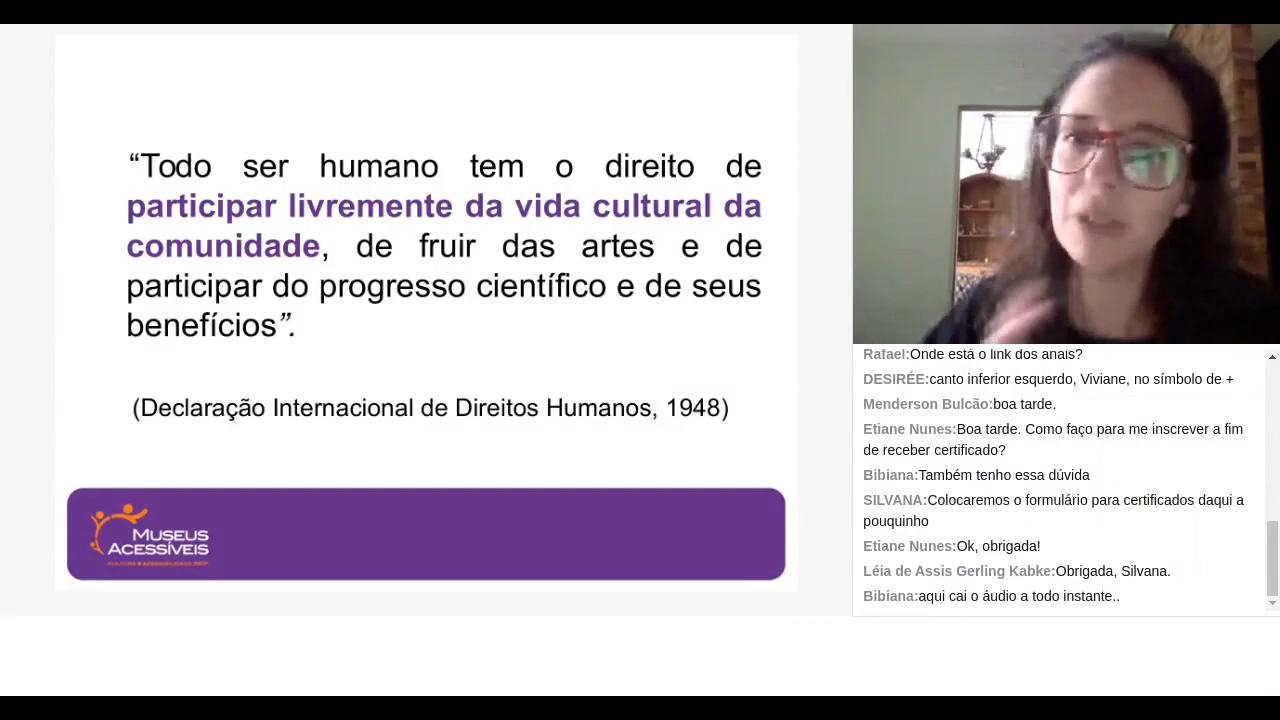 “Todo ser humano tem o direito de
participar livremente da vida cultural da
comunidade, de fruir das artes e de
participar do progresso científico e de seus
benefícios”.
(Declaração Internacional de Direitos Humanos, 1948)
MUSEUS
ACESSÍVEIS
Rafael:Onde está o link dos anais?
DESIRÉE:canto inferior esquerdo, Viviane, no símbolo de +
Menderson Bulcão:boa tarde.
Etiane Nunes:Boa tarde. Como faço para me inscrever a fim
de receber certificado?
Bibiana:Também tenho essa dúvida
SILVANA:Colocaremos o formulário para certificados daqui a
pouquinho
Etiane Nunes:Ok, obrigada!
Léia de Assis Gerling Kabke:Obrigada, Silvana.
Bibiana:aqui cai o áudio a todo instante..